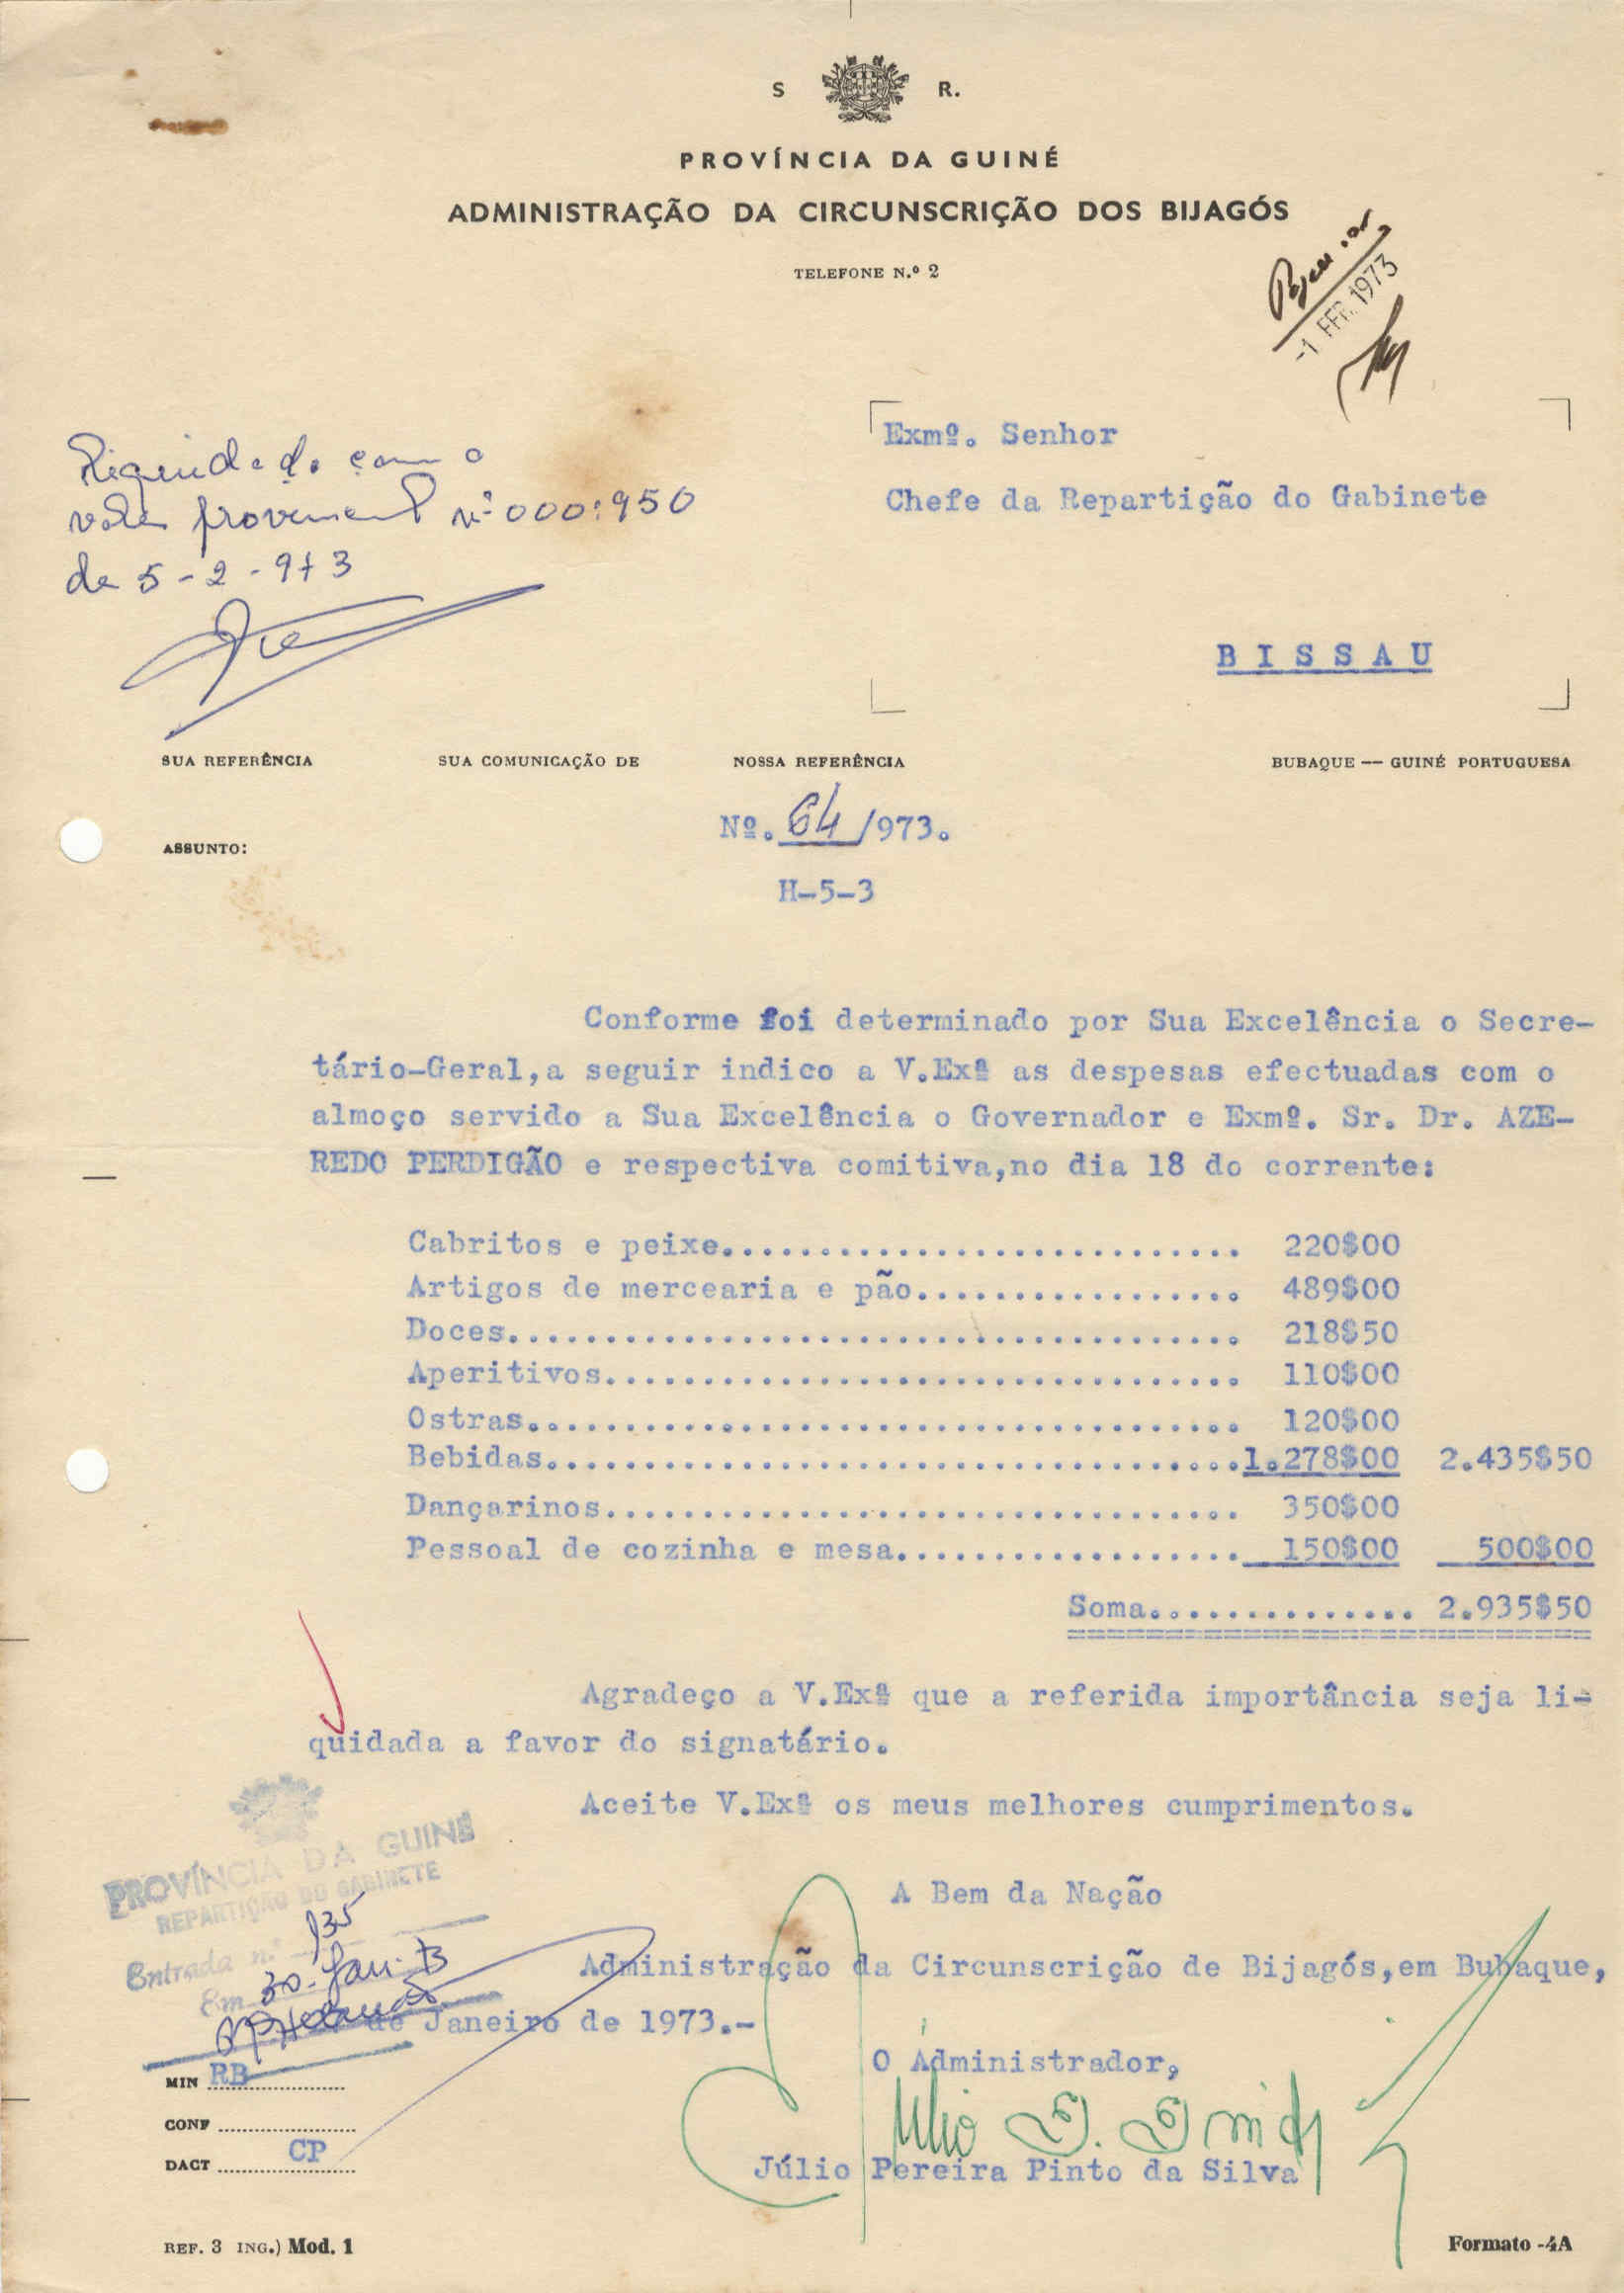 S R.
PROVÍNCIA DA GUINÉ
ADMINISTRAÇÃO DA CIRCUNSCRIÇÃO DOS BIJAGÓS
TELEFONE N.º 2
-1 FEV. 1973
Exmº. Senhor
Chefe da Repartição do Gabinete
BISSAU
com o
nº 000:950
de 5-2-973
SUA REFERÊNCIA SUA COMUNICAÇÃO DE NOSSA REFERÊNCIA BUBAQUE — GUINÉ PORTUGUESA
Nº. 64/973.
ASSUNTO:
H-5-3
Conforme foi determinado por Sua Excelência o Secre-
tário-Geral,a seguir indico a V.Exª as despesas efectuadas com o
almoço servido a Sua Excelência o Governador e Exmº. Sr. Dr. AZE-
REDO PERDIGÃO e respectiva comitiva,no dia 18 do corrente:
Cabritos e peixe........................... 220$00
Artigos de mercearia e pão................. 489$00
Doces...................................... 218$50
Aperitivos................................. 110$00
Ostras..................................... 120$00
Bebidas....................................1.278$00 2.435$50
Dançarinos................................. 350$00
Pessoal de cozinha e mesa.................. 150$00 500$00
Soma.............. 2.935$50
Agradeço a V.Exª que a referida importância seja li-
quidada a favor do signatário.
Aceite V.Exª os meus melhores cumprimentos.
PROVÍNCIA DA GUINÉ
REPARTIÇÃO DO GABINETE
Entrada n.º 135
Em 30-Jan-73
A Bem da Nação
Administração da Circunscrição de Bijagós,em Bubaque,
de Janeiro de 1973.-
O Administrador,
Júlio Pereira Pinto da Silva
MIN RB
CONF
DACT CP
REF. 3 ING.) Mod. 1 Formato -4A